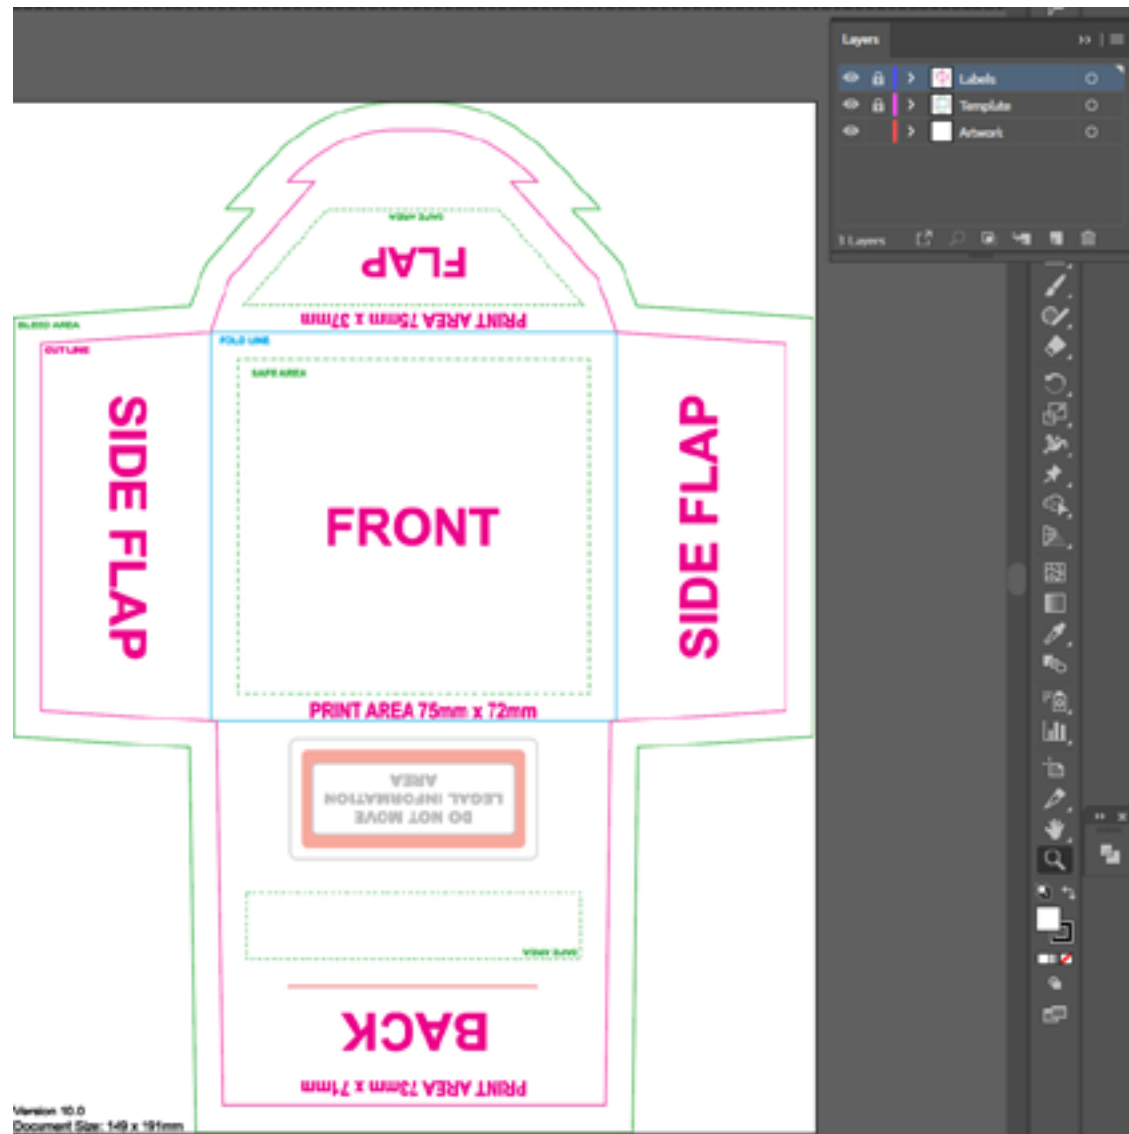 Layers
Labels
Template
Artwork
3 Layers
SAFE AREA
FLAP
PRINT AREA 75mm x 37mm
BLEED AREA
CUT LINE
FOLD LINE
SAFE AREA
SIDE FLAP
FRONT
SIDE FLAP
PRINT AREA 75mm x 72mm
DO NOT MOVE
LEGAL INFORMATION
AREA
SAFE AREA
BACK
PRINT AREA 73mm x 71mm
Version 10.0
Document Size: 149 x 191mm